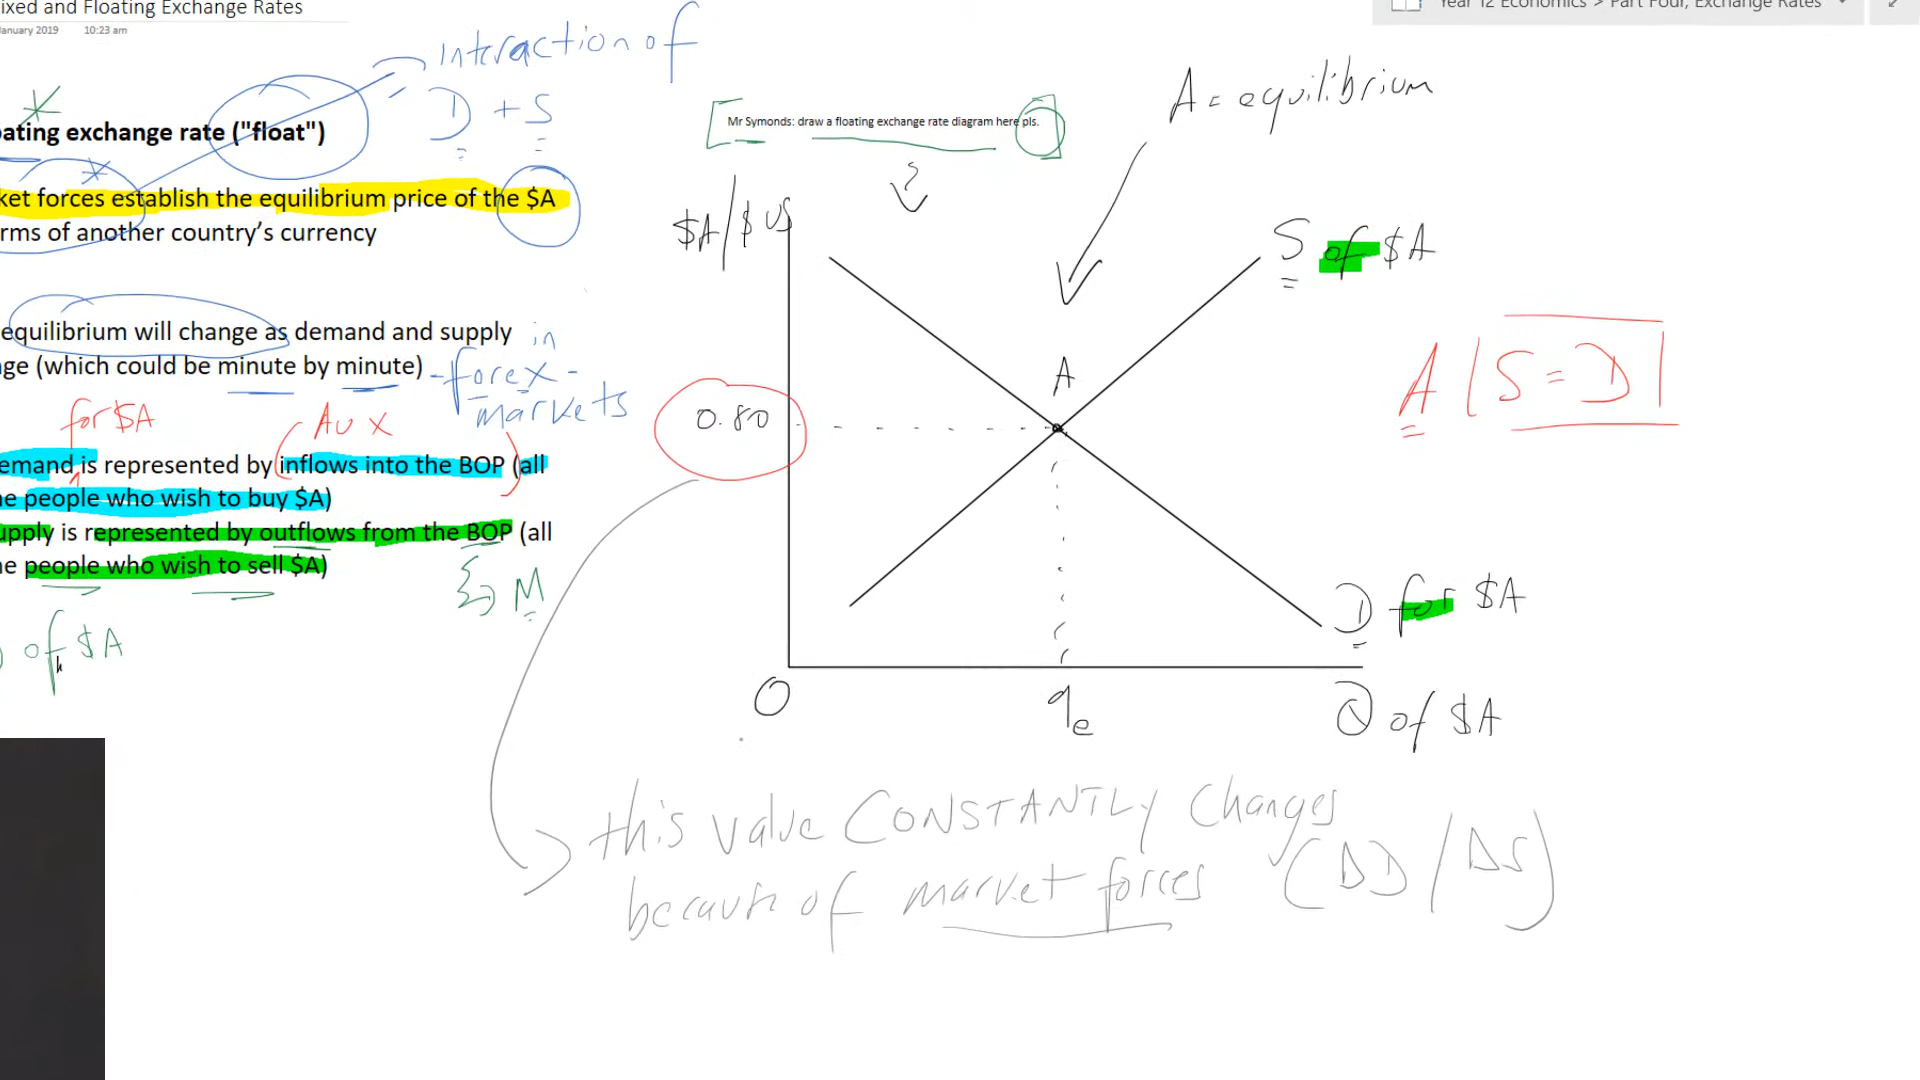 ixed and Floating Exchange Rates
anuary 2019 10:23 am
Year 12 Economics > Part Four, Exchange Rates
Interaction of
D + S
oating exchange rate ("float")
ket forces establish the equilibrium price of the $A
rms of another country's currency
equilibrium will change as demand and supply
nge (which could be minute by minute)
in
-forex-
markets
for $A
Au X
emand is represented by inflows into the BOP (all
he people who wish to buy $A)
upply is represented by outflows from the BOP (all
he people who wish to sell $A)
M
of $A
[Mr Symonds: draw a floating exchange rate diagram here pls.]
A = equilibrium
$A/$US
S of $A
A
0.80
A | S = D |
D for $A
O
qe
Q of $A
this value CONSTANTLY changes
because of market forces (ΔD/ΔS)